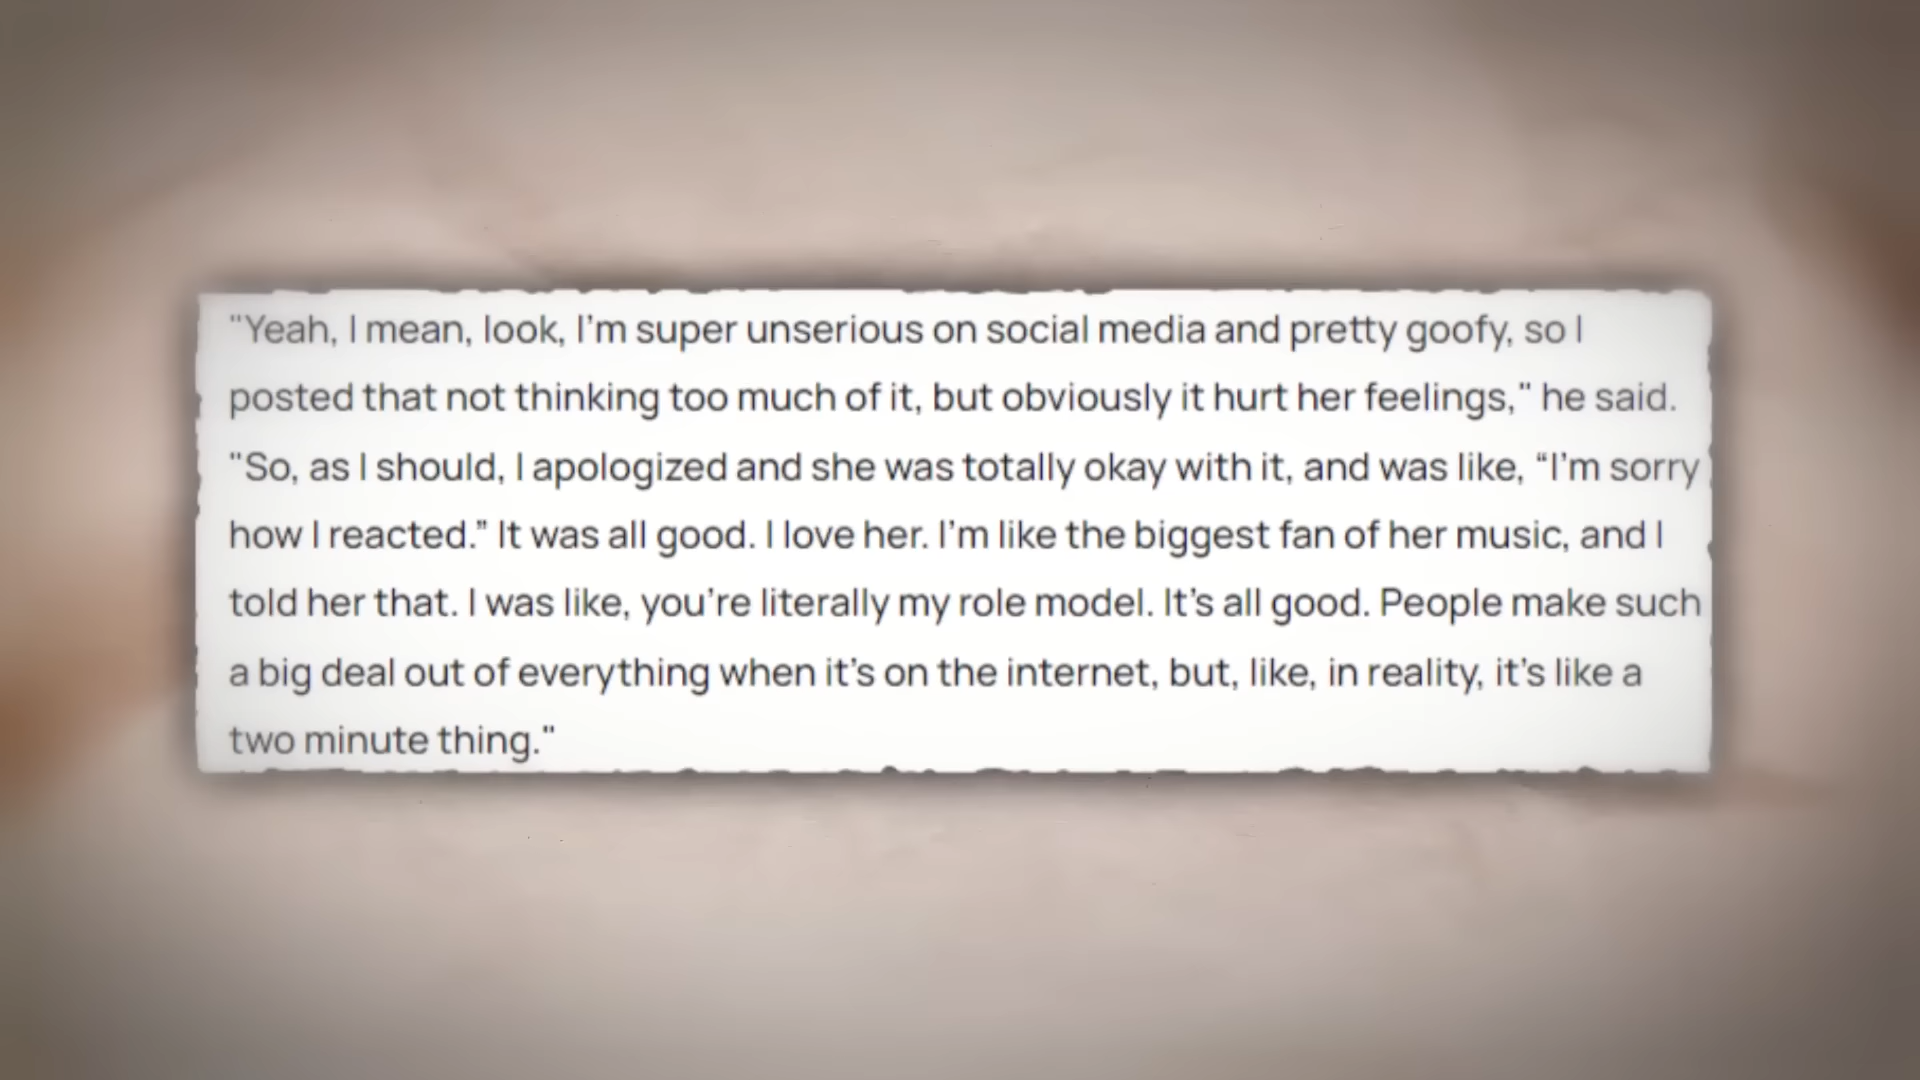 "Yeah, I mean, look, I'm super unserious on social media and pretty goofy, so I
posted that not thinking too much of it, but obviously it hurt her feelings," he said.
"So, as I should, I apologized and she was totally okay with it, and was like, “I'm sorry
how I reacted.” It was all good. I love her. I'm like the biggest fan of her music, and I
told her that. I was like, you're literally my role model. It's all good. People make such
a big deal out of everything when it's on the internet, but, like, in reality, it's like a
two minute thing."